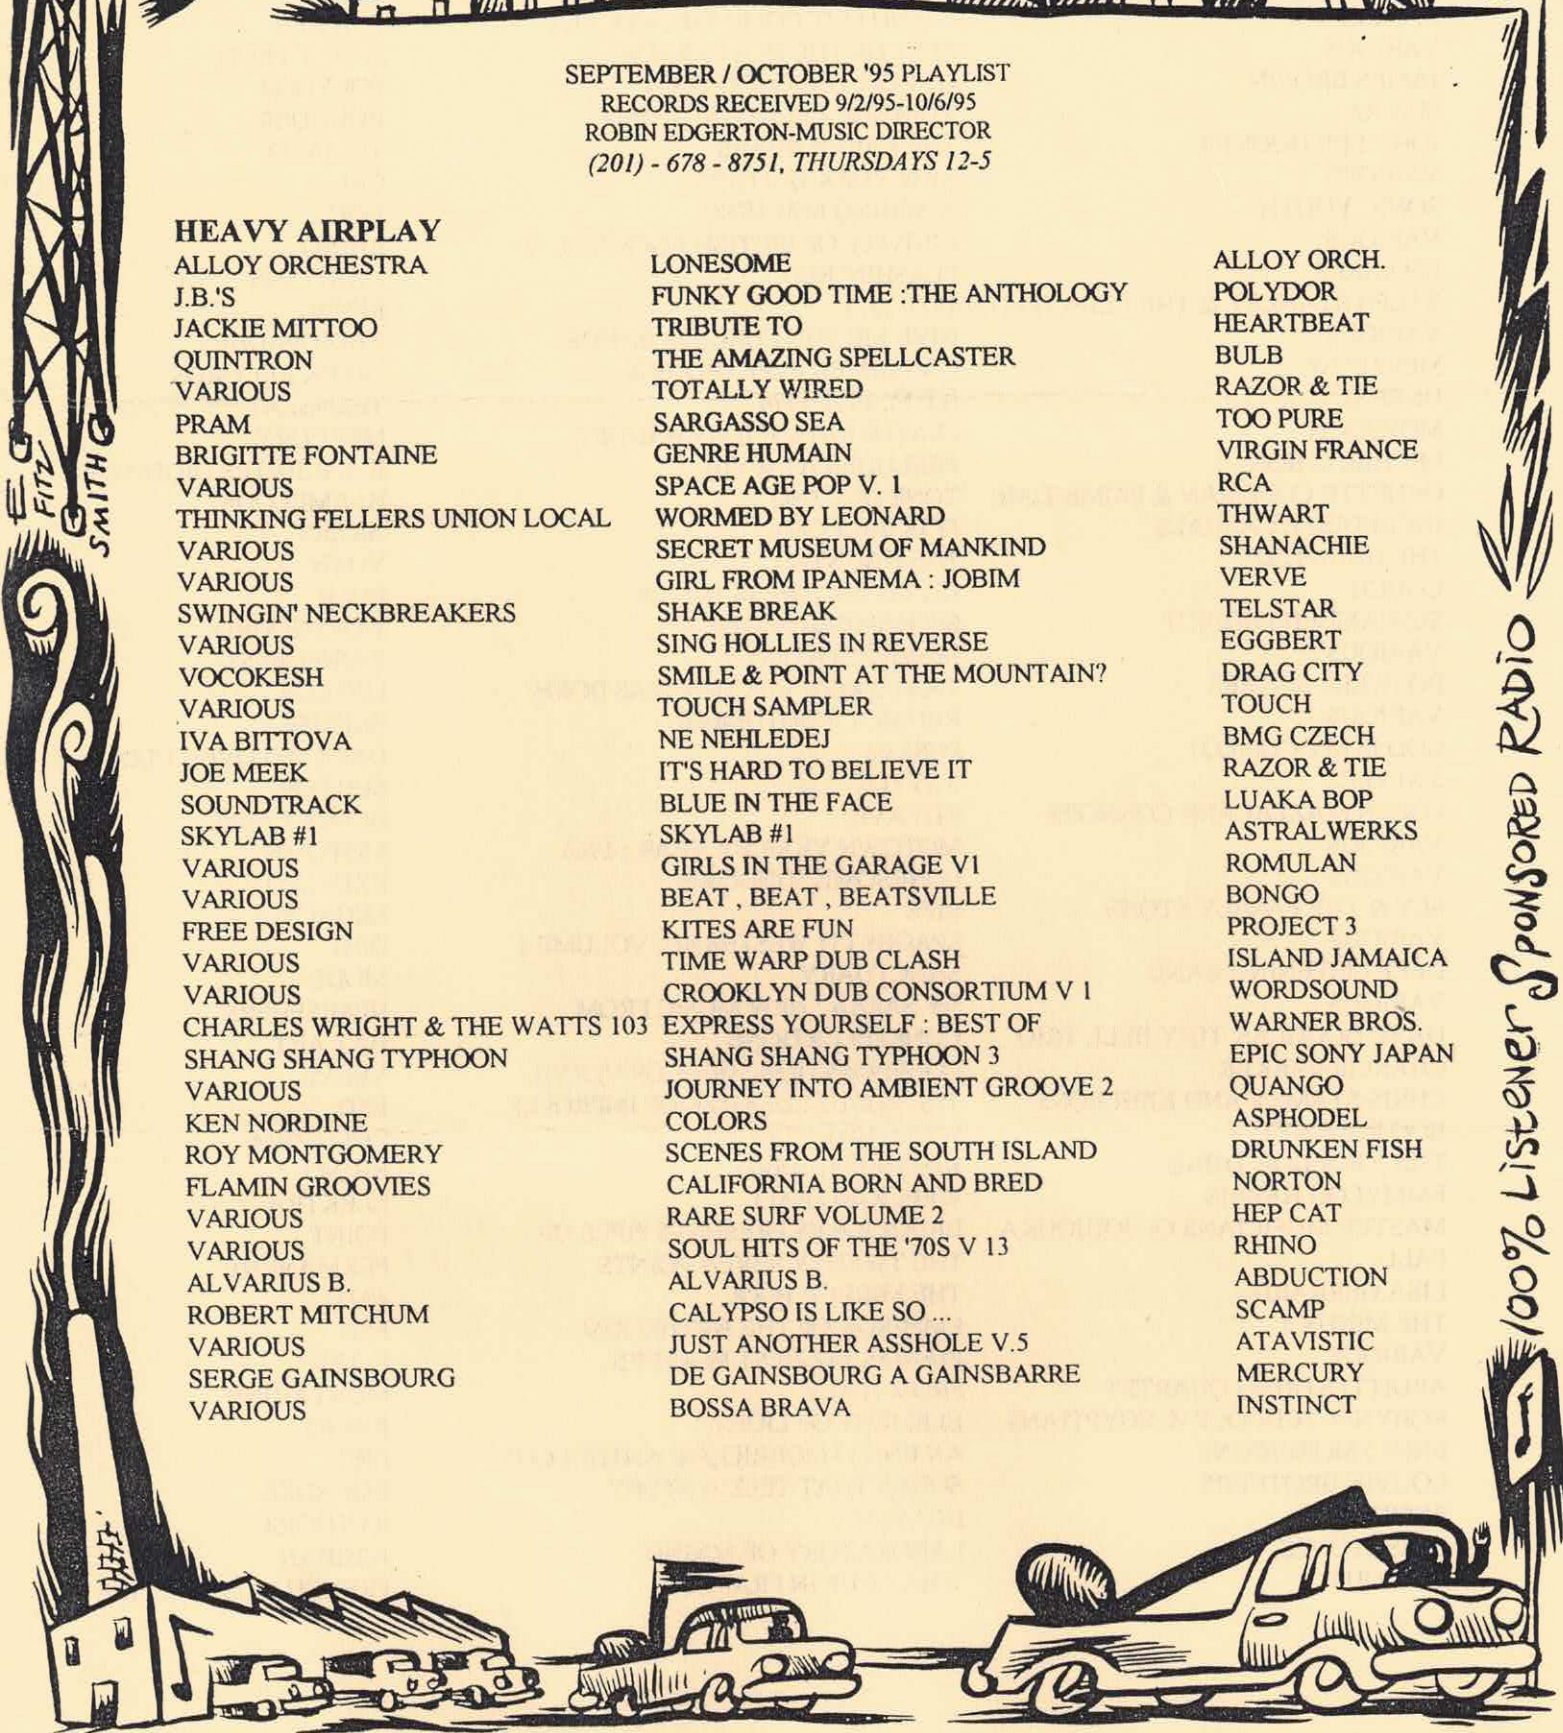 SEPTEMBER / OCTOBER '95 PLAYLIST
RECORDS RECEIVED 9/2/95-10/6/95
ROBIN EDGERTON-MUSIC DIRECTOR
(201) - 678 - 8751, THURSDAYS 12-5
HEAVY AIRPLAY
ALLOY ORCHESTRA LONESOME ALLOY ORCH.
J.B.'S FUNKY GOOD TIME :THE ANTHOLOGY POLYDOR
JACKIE MITTOO TRIBUTE TO HEARTBEAT
QUINTRON THE AMAZING SPELLCASTER BULB
VARIOUS TOTALLY WIRED RAZOR & TIE
PRAM SARGASSO SEA TOO PURE
BRIGITTE FONTAINE GENRE HUMAIN VIRGIN FRANCE
VARIOUS SPACE AGE POP V. 1 RCA
THINKING FELLERS UNION LOCAL WORMED BY LEONARD THWART
VARIOUS SECRET MUSEUM OF MANKIND SHANACHIE
VARIOUS GIRL FROM IPANEMA : JOBIM VERVE
SWINGIN' NECKBREAKERS SHAKE BREAK TELSTAR
VARIOUS SING HOLLIES IN REVERSE EGGBERT
VOCOKESH SMILE & POINT AT THE MOUNTAIN? DRAG CITY
VARIOUS TOUCH SAMPLER TOUCH
IVA BITTOVA NE NEHLEDEJ BMG CZECH
JOE MEEK IT'S HARD TO BELIEVE IT RAZOR & TIE
SOUNDTRACK BLUE IN THE FACE LUAKA BOP
SKYLAB #1 SKYLAB #1 ASTRALWERKS
VARIOUS GIRLS IN THE GARAGE V1 ROMULAN
VARIOUS BEAT , BEAT , BEATSVILLE BONGO
FREE DESIGN KITES ARE FUN PROJECT 3
VARIOUS TIME WARP DUB CLASH ISLAND JAMAICA
VARIOUS CROOKLYN DUB CONSORTIUM V 1 WORDSOUND
CHARLES WRIGHT & THE WATTS 103 EXPRESS YOURSELF : BEST OF WARNER BROS.
SHANG SHANG TYPHOON SHANG SHANG TYPHOON 3 EPIC SONY JAPAN
VARIOUS JOURNEY INTO AMBIENT GROOVE 2 QUANGO
KEN NORDINE COLORS ASPHODEL
ROY MONTGOMERY SCENES FROM THE SOUTH ISLAND DRUNKEN FISH
FLAMIN GROOVIES CALIFORNIA BORN AND BRED NORTON
VARIOUS RARE SURF VOLUME 2 HEP CAT
VARIOUS SOUL HITS OF THE '70S V 13 RHINO
ALVARIUS B. ALVARIUS B. ABDUCTION
ROBERT MITCHUM CALYPSO IS LIKE SO ... SCAMP
VARIOUS JUST ANOTHER ASSHOLE V.5 ATAVISTIC
SERGE GAINSBOURG DE GAINSBOURG A GAINSBARRE MERCURY
VARIOUS BOSSA BRAVA INSTINCT
FITZ
SMITH
100% LiSteNer SPONSORED RADiO